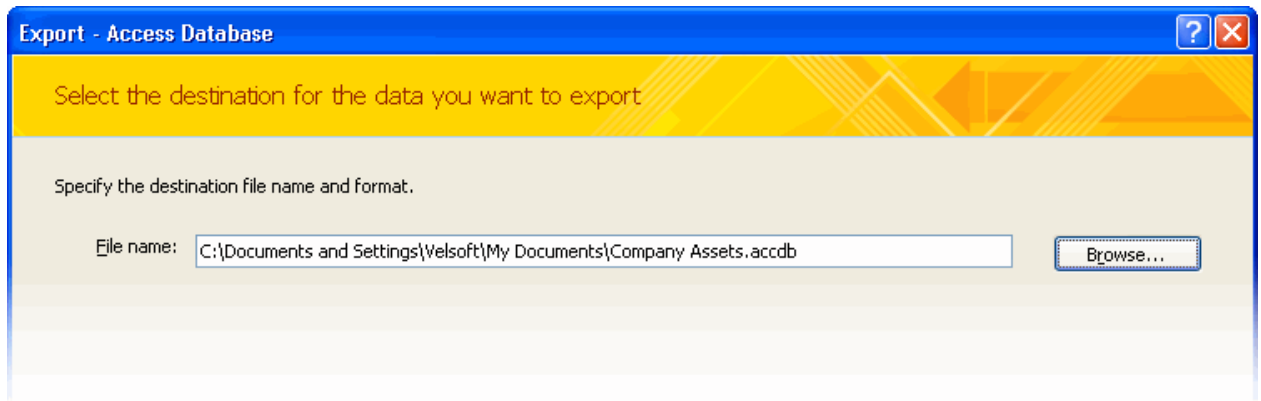 Export - Access Database
Select the destination for the data you want to export
Specify the destination file name and format.
File name: C:\Documents and Settings\Velsoft\My Documents\Company Assets.accdb Browse...